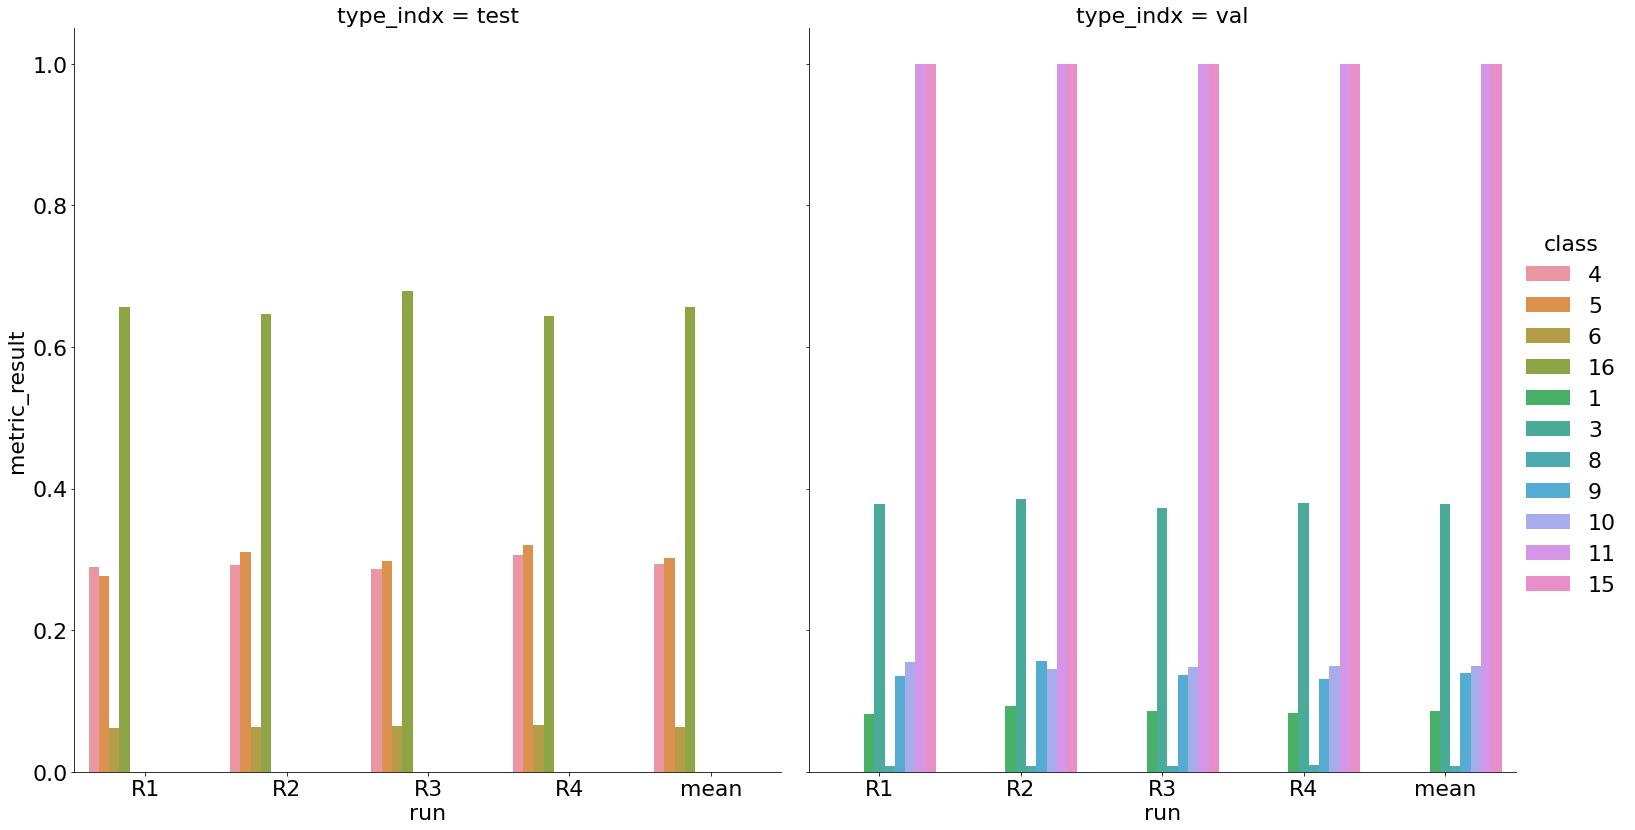 type_indx = test
type_indx = val
metric_result
1.0
0.8
0.6
0.4
0.2
0.0
R1 R2 R3 R4 mean
run
R1 R2 R3 R4 mean
run
class
4
5
6
16
1
3
8
9
10
11
15